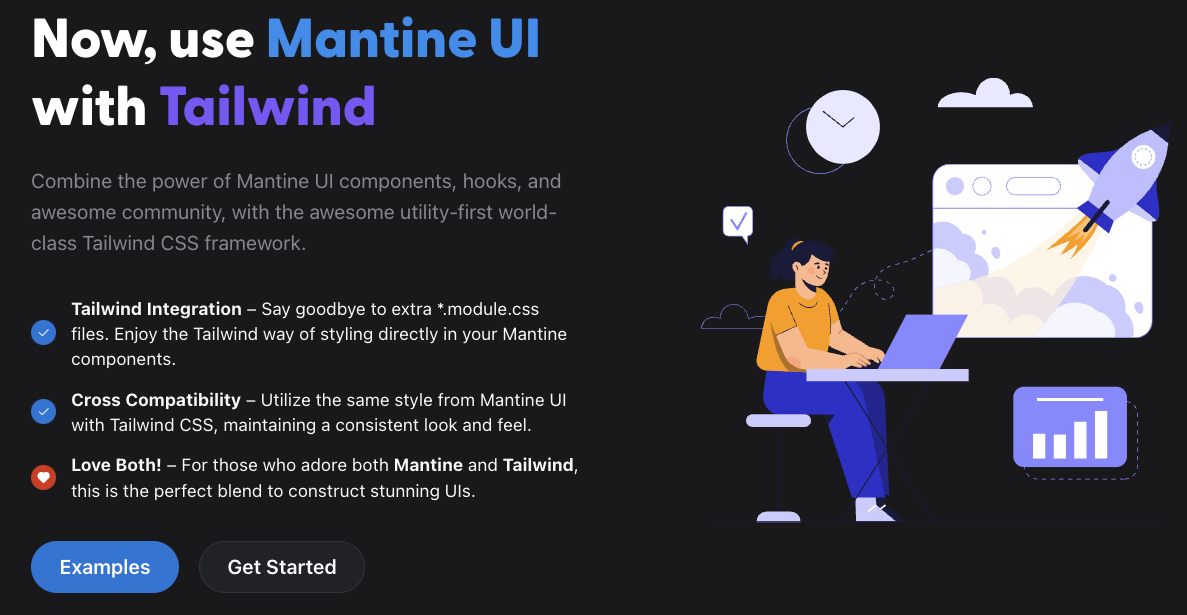 Now, use Mantine UI
with Tailwind
Combine the power of Mantine UI components, hooks, and
awesome community, with the awesome utility-first world-
class Tailwind CSS framework.
Tailwind Integration – Say goodbye to extra *.module.css
files. Enjoy the Tailwind way of styling directly in your Mantine
components.
Cross Compatibility – Utilize the same style from Mantine UI
with Tailwind CSS, maintaining a consistent look and feel.
Love Both! – For those who adore both Mantine and Tailwind,
this is the perfect blend to construct stunning UIs.
Examples
Get Started